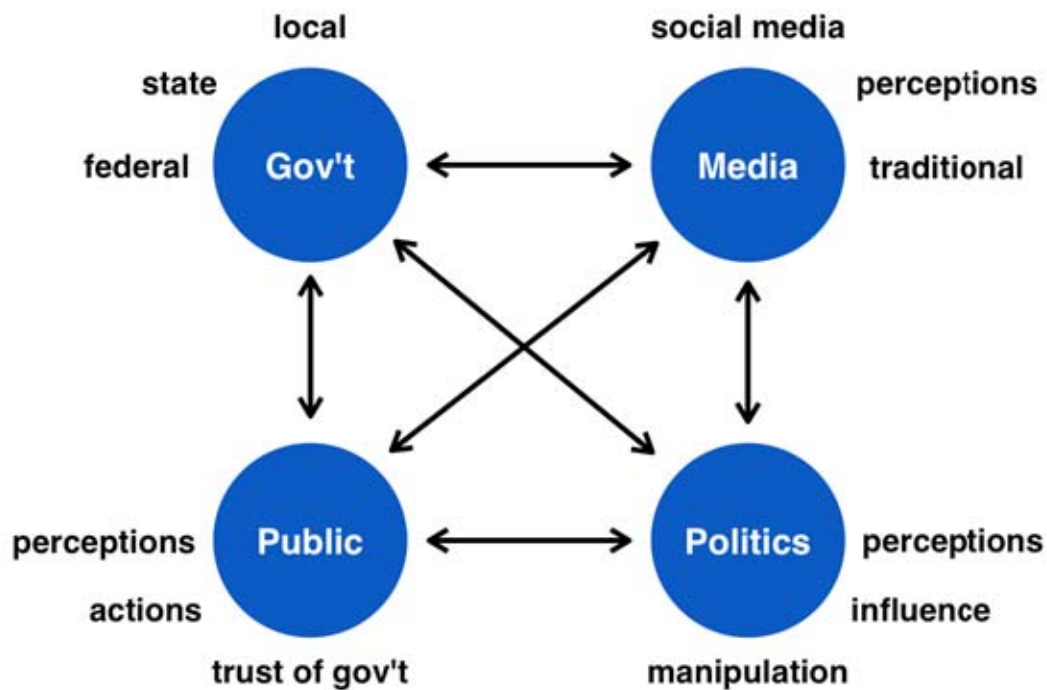 local
social media
state
perceptions
federal
Gov't
Media
traditional
perceptions
Public
Politics
perceptions
actions
influence
trust of gov't
manipulation